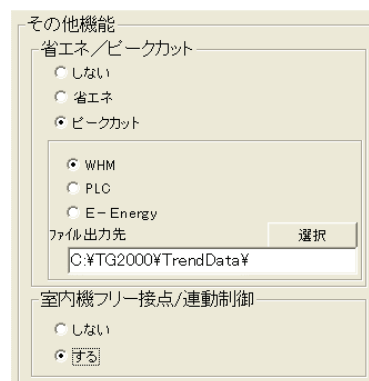 その他機能
省エネ／ピークカット
しない
省エネ
ピークカット
WHM
PLC
E－Energy
ファイル出力先
選択
C:¥TG2000¥TrendData¥
室内機フリー接点/連動制御
しない
する